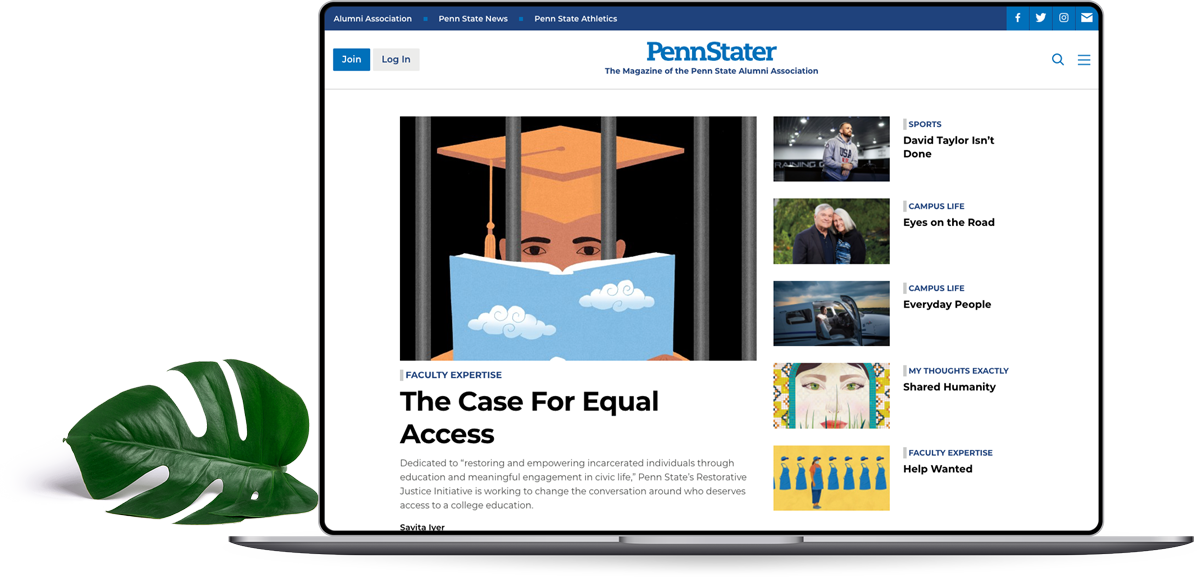 Alumni Association
Penn State News
Penn State Athletics
Join
Log In
PennStater
The Magazine of the Penn State Alumni Association
FACULTY EXPERTISE
The Case For Equal
Access
Dedicated to “restoring and empowering incarcerated individuals through
education and meaningful engagement in civic life,” Penn State’s Restorative
Justice Initiative is working to change the conversation around who deserves
access to a college education.
Savita Iyer
USA
SPORTS
David Taylor Isn’t
Done
CAMPUS LIFE
Eyes on the Road
CAMPUS LIFE
Everyday People
MY THOUGHTS EXACTLY
Shared Humanity
FACULTY EXPERTISE
Help Wanted